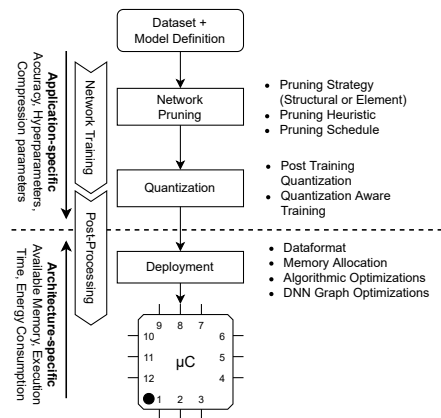 Dataset +
Model Definition
Application-specific
Accuracy, Hyperparameters,
Compression parameters
Network Training
Network
Pruning
• Pruning Strategy
(Structural or Element)
• Pruning Heuristic
• Pruning Schedule
Quantization
• Post Training
Quantization
• Quantization Aware
Training
Post-Processing
Architecture-specific
Available Memory, Execution
Time, Energy Consumption
Deployment
• Dataformat
• Memory Allocation
• Algorithmic Optimizations
• DNN Graph Optimizations
9 8 7
10 6
11 µC 5
12 4
1 2 3